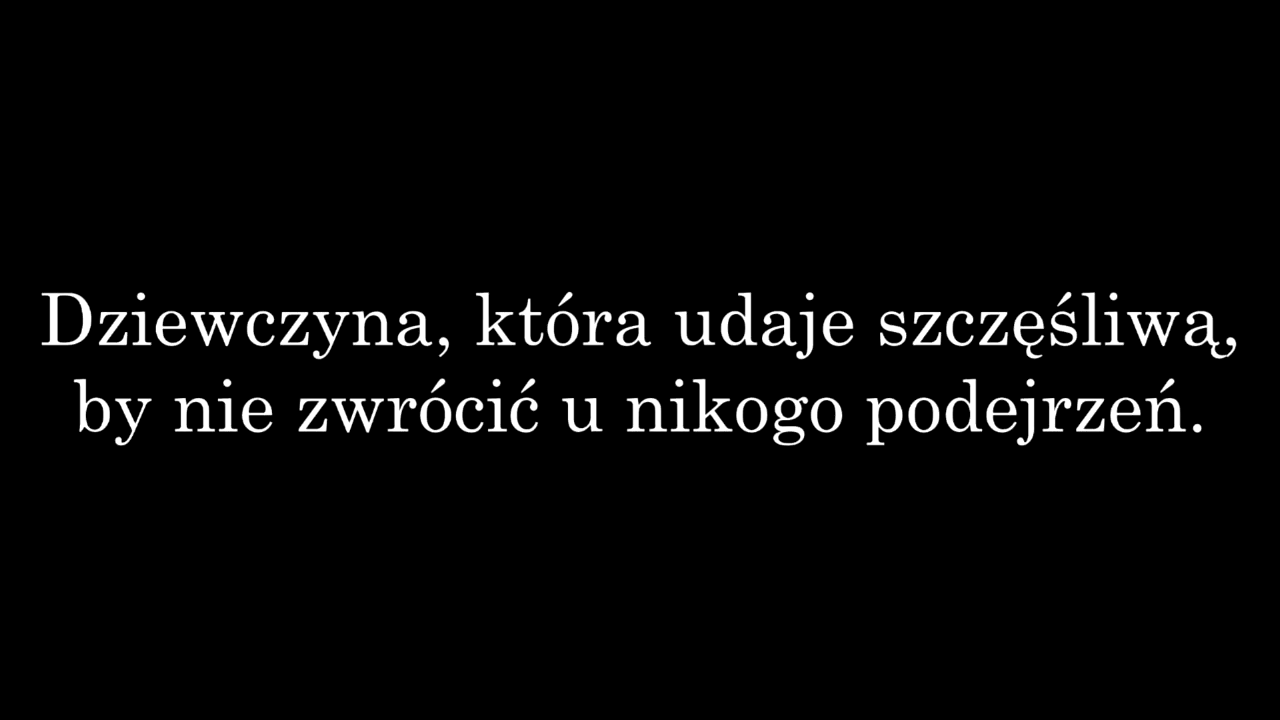 Dziewczyna, która udaje szczęśliwą,
by nie zwrócić u nikogo podejrzeń.